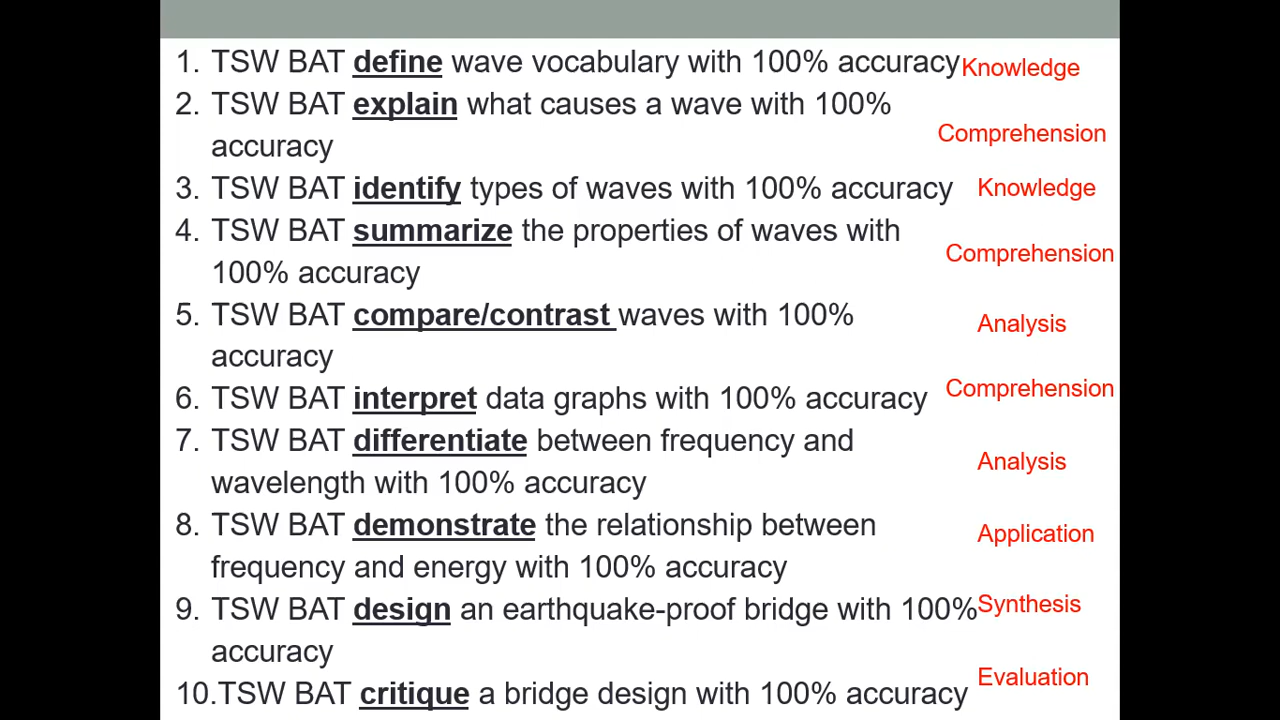 1. TSW BAT define wave vocabulary with 100% accuracy Knowledge
2. TSW BAT explain what causes a wave with 100%
accuracy Comprehension
3. TSW BAT identify types of waves with 100% accuracy Knowledge
4. TSW BAT summarize the properties of waves with
100% accuracy Comprehension
5. TSW BAT compare/contrast waves with 100%
accuracy Analysis
6. TSW BAT interpret data graphs with 100% accuracy Comprehension
7. TSW BAT differentiate between frequency and
wavelength with 100% accuracy Analysis
8. TSW BAT demonstrate the relationship between
frequency and energy with 100% accuracy Application
9. TSW BAT design an earthquake-proof bridge with 100% Synthesis
accuracy
10.TSW BAT critique a bridge design with 100% accuracy Evaluation